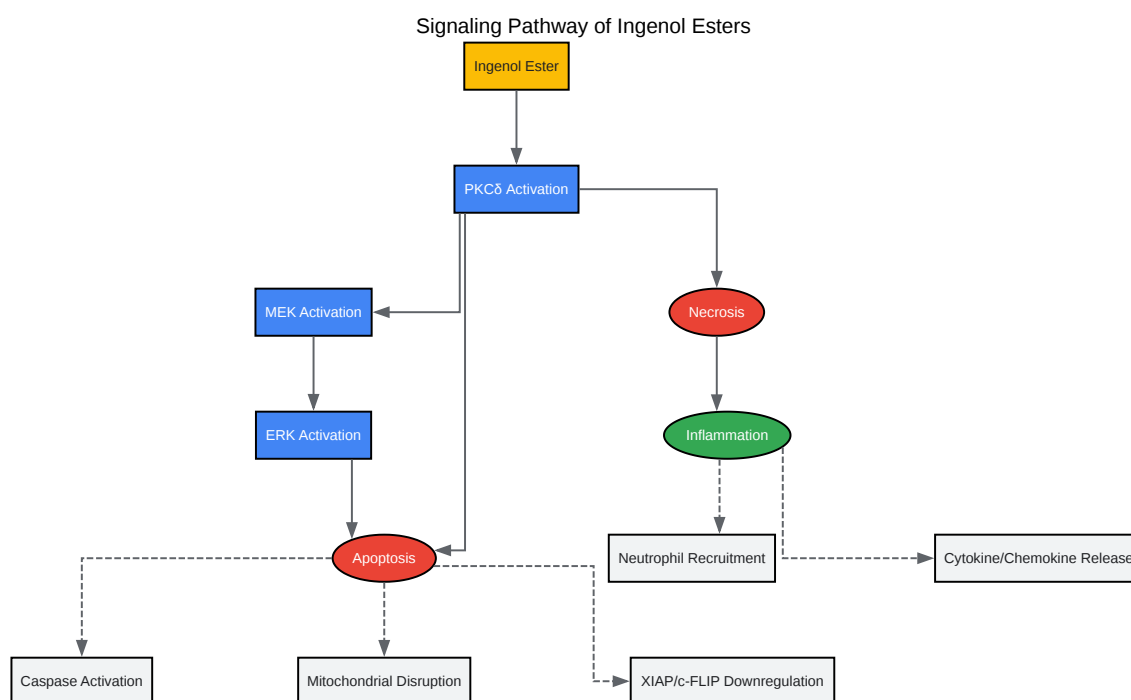 Signaling Pathway of Ingenol Esters
Ingenol Ester
PKCδ Activation
MEK Activation
Necrosis
ERK Activation
Inflammation
Apoptosis
Neutrophil Recruitment
Cytokine/Chemokine Release
Caspase Activation
Mitochondrial Disruption
XIAP/c-FLIP Downregulation